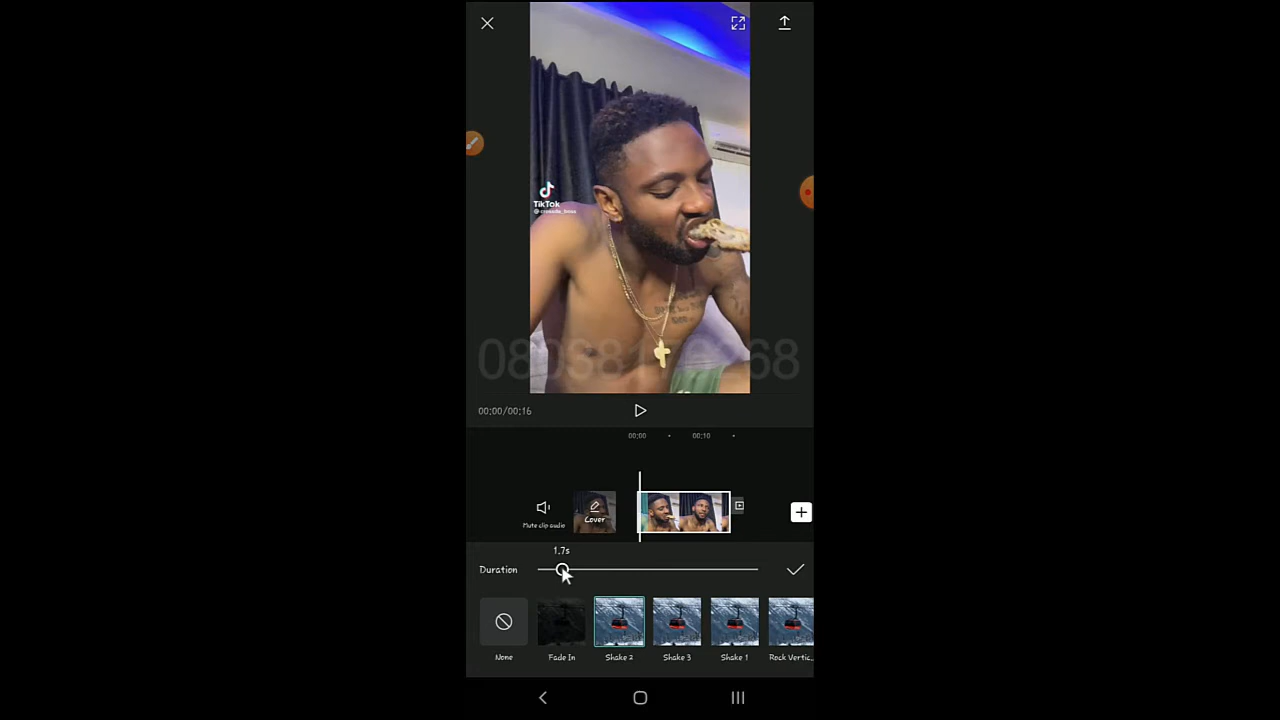 TikTok
00:00/00:16
00:00
00:10
Mute clip audio
Cover
1.7s
Duration
None
Fade In
Shake 2
Shake 3
Shake 1
Rock Vertic...